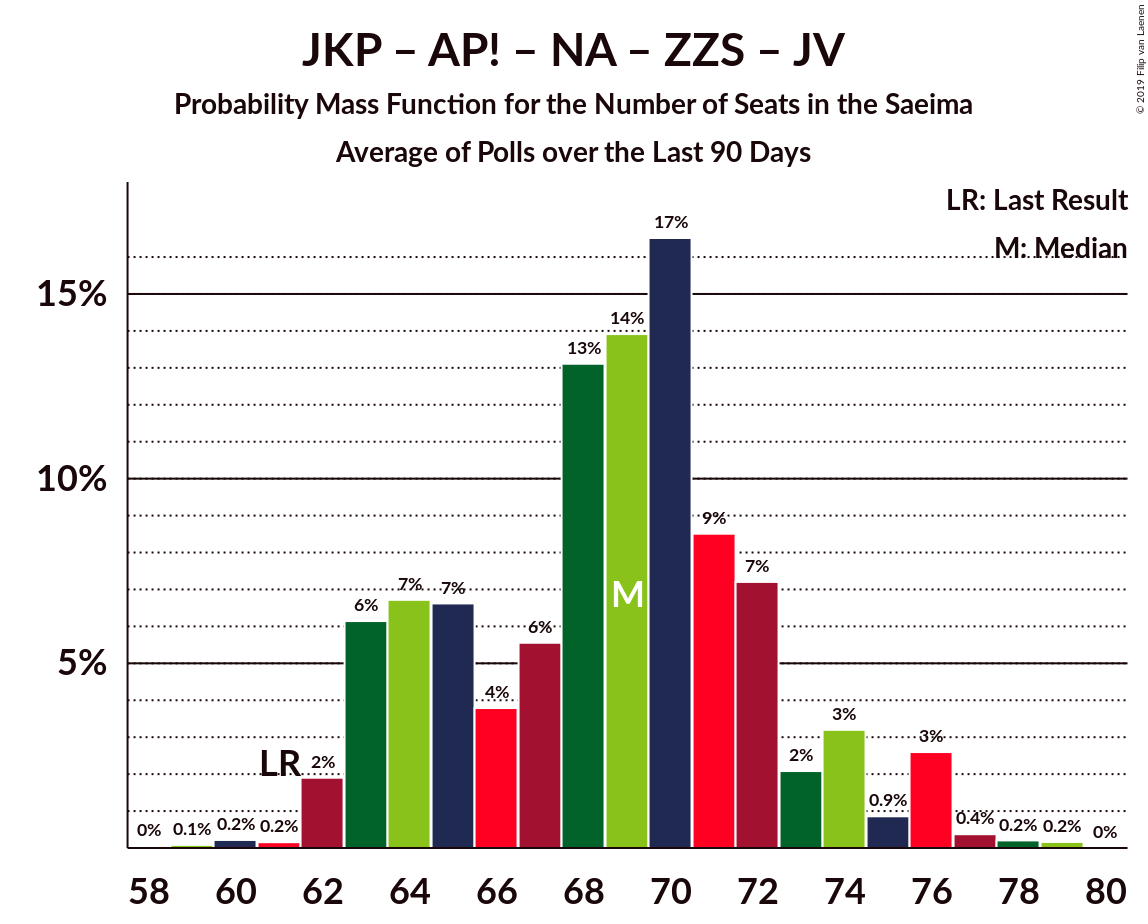 JKP – AP! – NA – ZZS – JV
Probability Mass Function for the Number of Seats in the Saeima
Average of Polls over the Last 90 Days
© 2019 Filip van Laenen
LR: Last Result
M: Median
15%
10%
5%
0%
0.1%
0.2%
0.2%
LR
2%
6%
7%
7%
4%
6%
13%
14%
M
17%
9%
7%
2%
3%
0.9%
3%
0.4%
0.2%
0.2%
0%
58 60 62 64 66 68 70 72 74 76 78 80